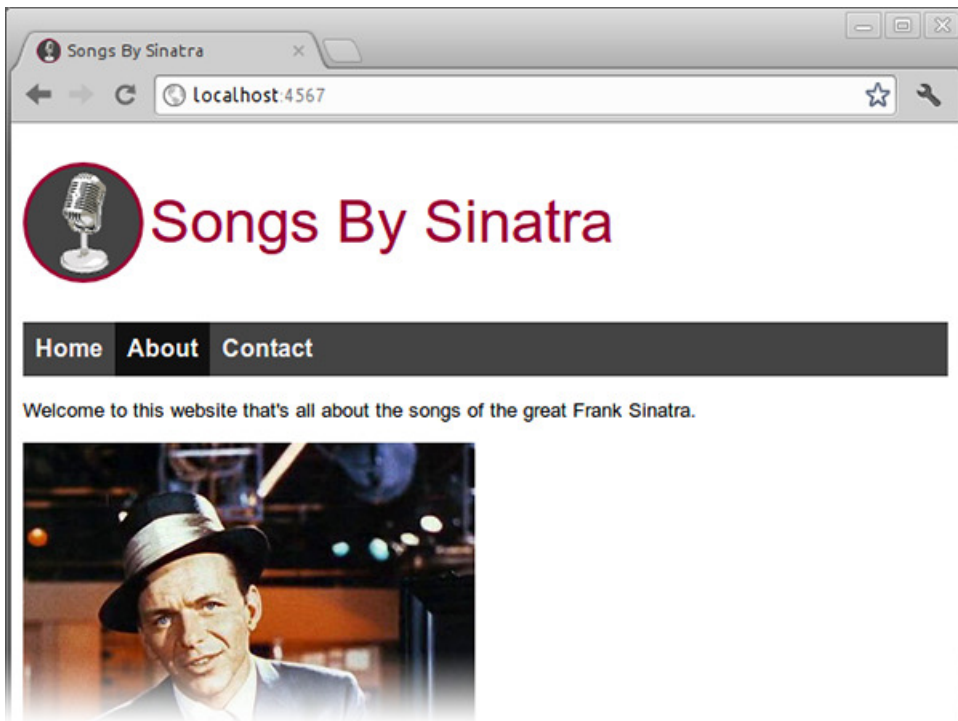 Songs By Sinatra
localhost:4567
Songs By Sinatra
Home About Contact
Welcome to this website that's all about the songs of the great Frank Sinatra.